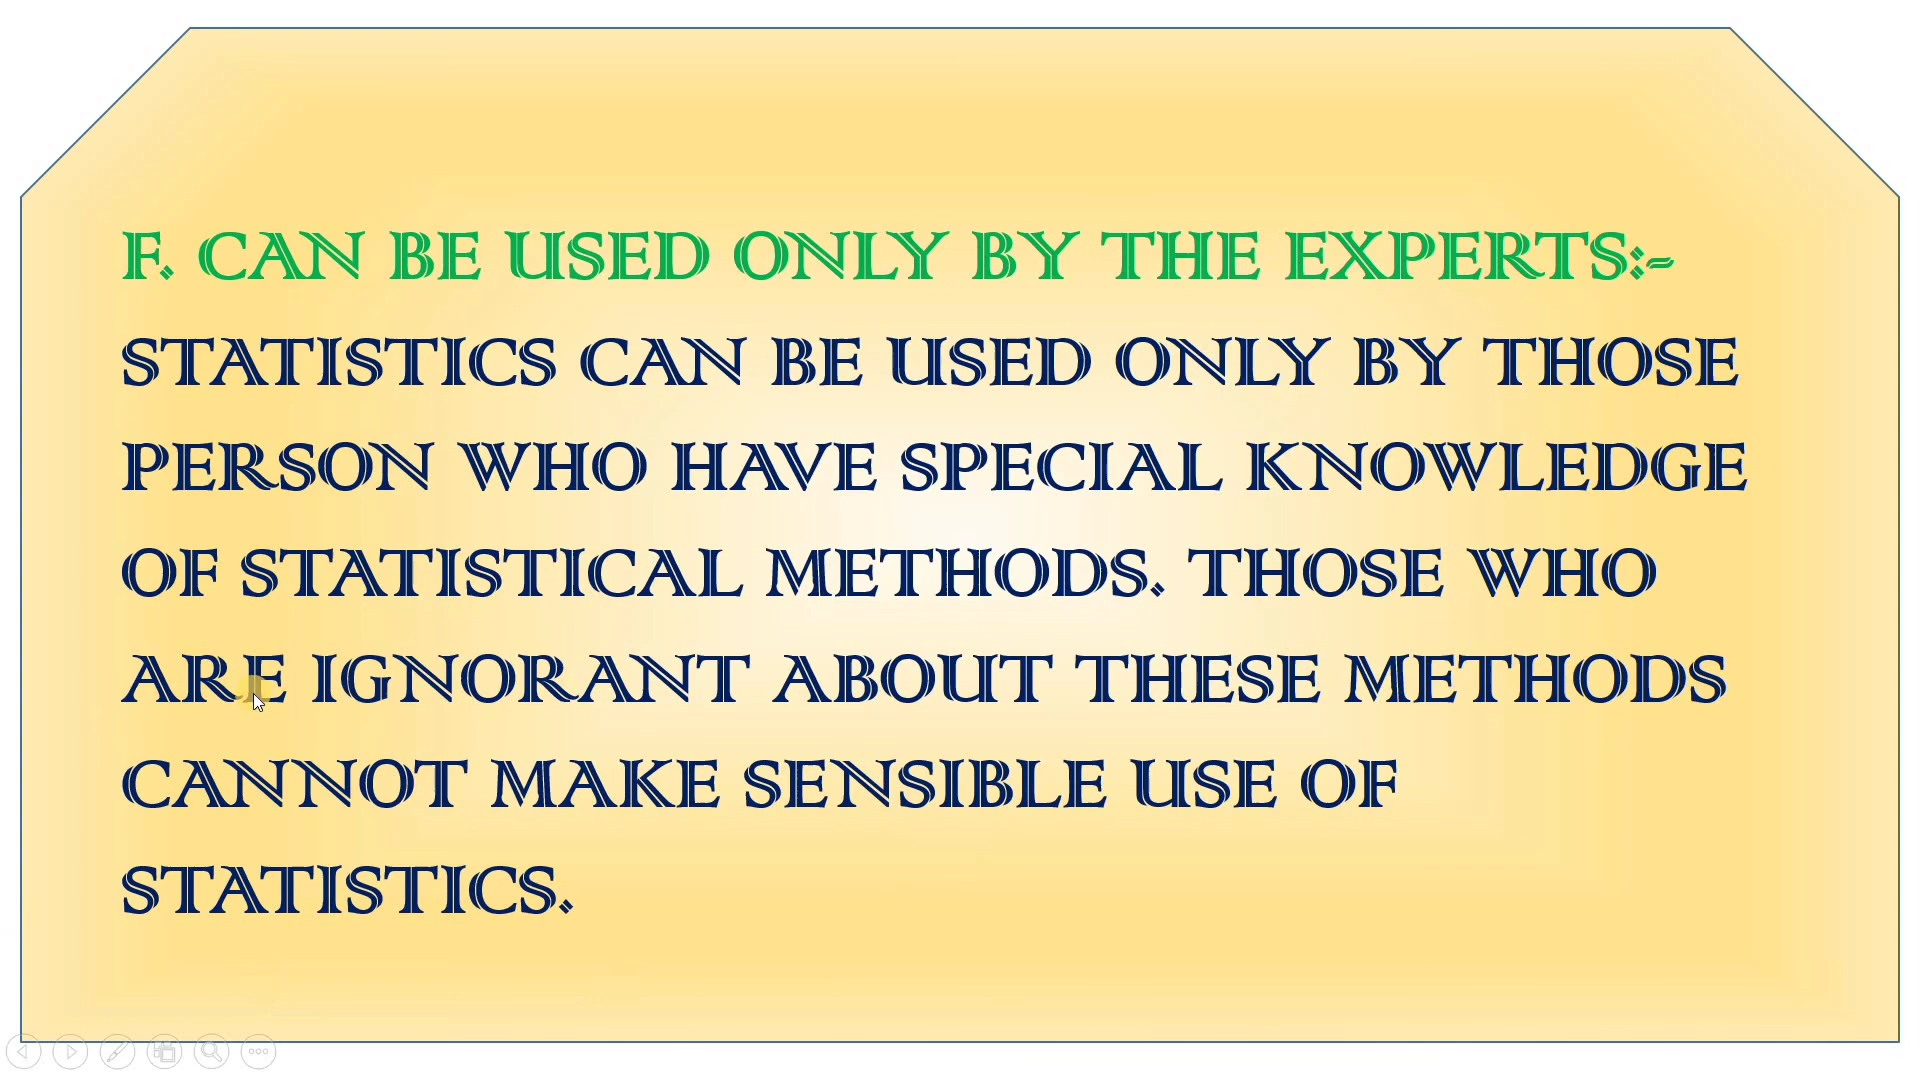 F. CAN BE USED ONLY BY THE EXPERTS:-
STATISTICS CAN BE USED ONLY BY THOSE
PERSON WHO HAVE SPECIAL KNOWLEDGE
OF STATISTICAL METHODS. THOSE WHO
ARE IGNORANT ABOUT THESE METHODS
CANNOT MAKE SENSIBLE USE OF
STATISTICS.